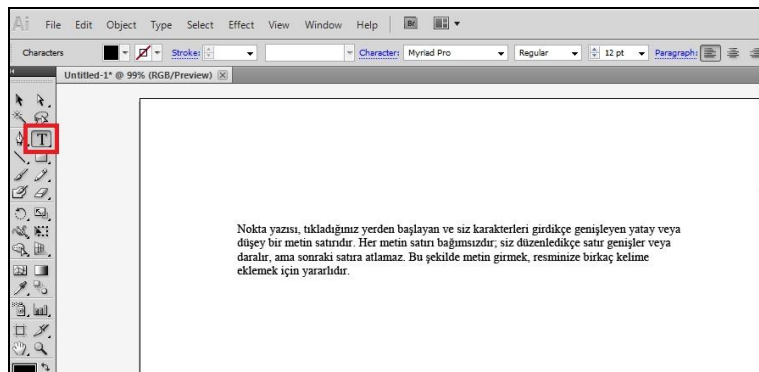 Ai File Edit Object Type Select Effect View Window Help Br
Characters Stroke: Character: Myriad Pro Regular 12 pt Paragraph:
Untitled-1* @ 99% (RGB/Preview)
T
Nokta yazısı, tıkladığınız yerden başlayan ve siz karakterleri girdikçe genişleyen yatay veya
düşey bir metin satırıdır. Her metin satırı bağımsızdır; siz düzenledikçe satır genişler veya
daralır, ama sonraki satıra atlamaz. Bu şekilde metin girmek, resminize birkaç kelime
eklemek için yararlıdır.